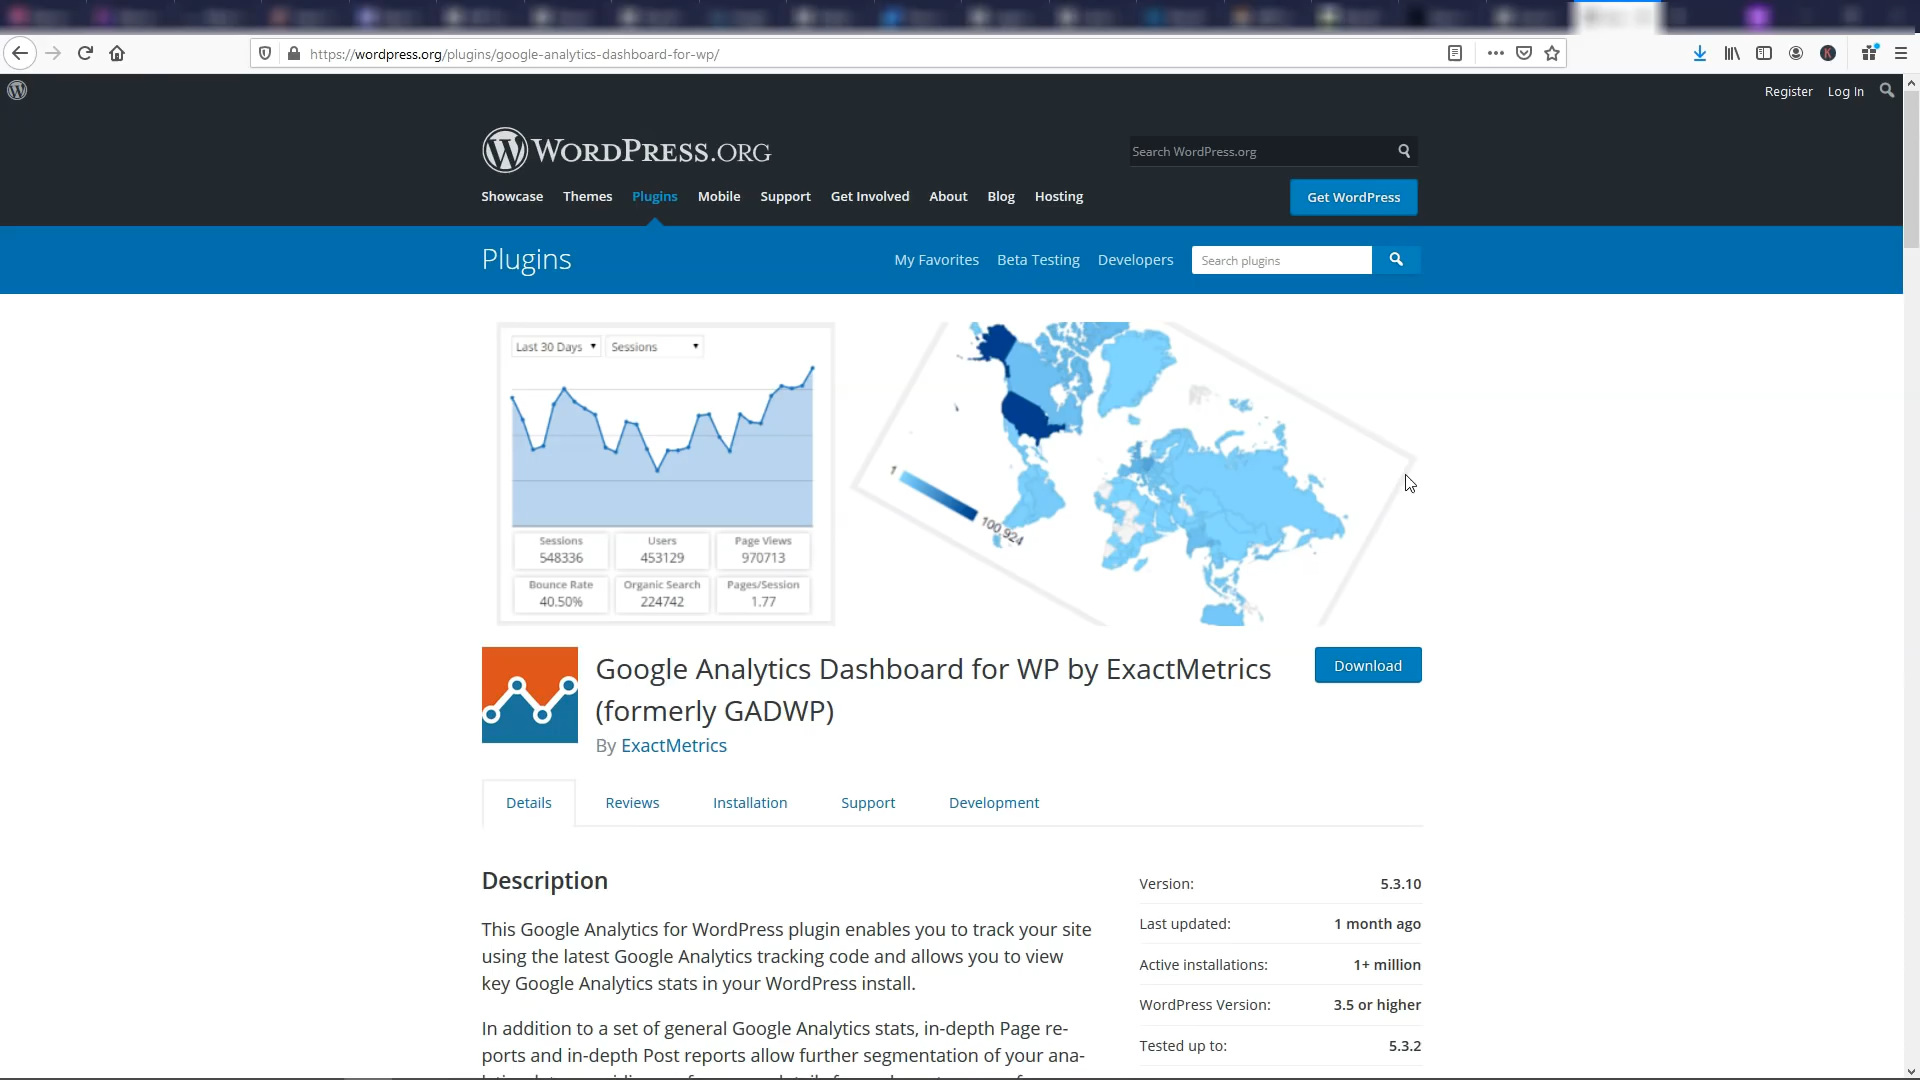 https://wordpress.org/plugins/google-analytics-dashboard-for-wp/
K
Register Log In
WORDPRESS.ORG
Search WordPress.org
Showcase Themes Plugins Mobile Support Get Involved About Blog Hosting
Get WordPress
Plugins
My Favorites Beta Testing Developers
Search plugins
Last 30 Days Sessions
1
100,924
Sessions Users Page Views
548336 453129 970713
Bounce Rate Organic Search Pages/Session
40.50% 224742 1.77
Google Analytics Dashboard for WP by ExactMetrics
(formerly GADWP)
Download
By ExactMetrics
Details Reviews Installation Support Development
Description
This Google Analytics for WordPress plugin enables you to track your site
using the latest Google Analytics tracking code and allows you to view
key Google Analytics stats in your WordPress install.
In addition to a set of general Google Analytics stats, in-depth Page re-
ports and in-depth Post reports allow further segmentation of your ana-
Version: 5.3.10
Last updated: 1 month ago
Active installations: 1+ million
WordPress Version: 3.5 or higher
Tested up to: 5.3.2